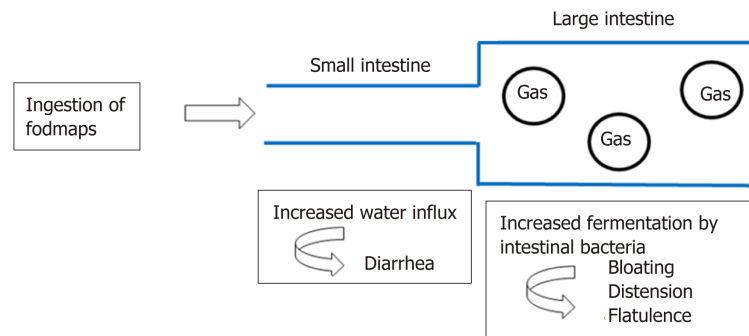 Large intestine
Small intestine
Ingestion of
fodmaps
Gas
Gas
Gas
Increased water influx
Diarrhea
Increased fermentation by
intestinal bacteria
Bloating
Distension
Flatulence